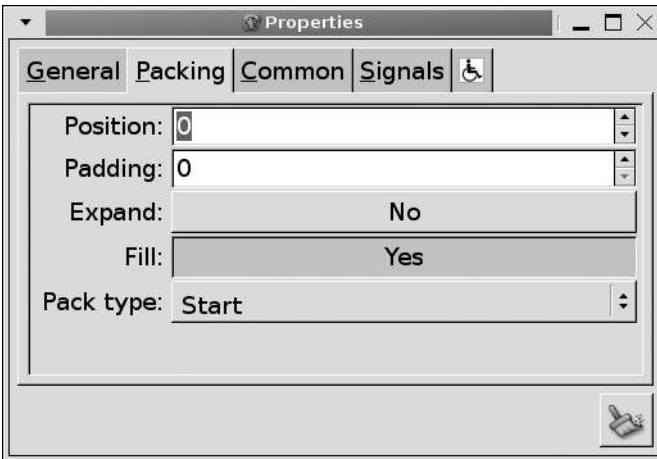 Properties
General Packing Common Signals
Position: 0
Padding: 0
Expand: No
Fill: Yes
Pack type: Start